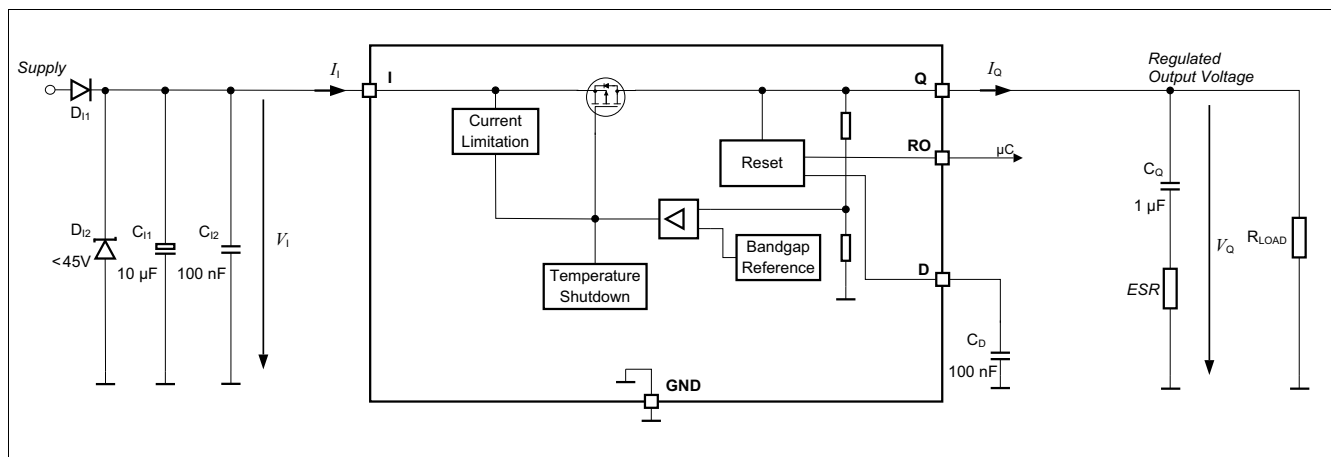 Supply
D_I1
I_I
I
Q
I_Q
Regulated
Output Voltage
Current
Limitation
Reset
RO
µC
C_Q
1 µF
D_I2
<45V
C_I1
10 µF
C_I2
100 nF
V_I
Bandgap
Reference
Temperature
Shutdown
D
V_Q
R_LOAD
ESR
C_D
100 nF
GND